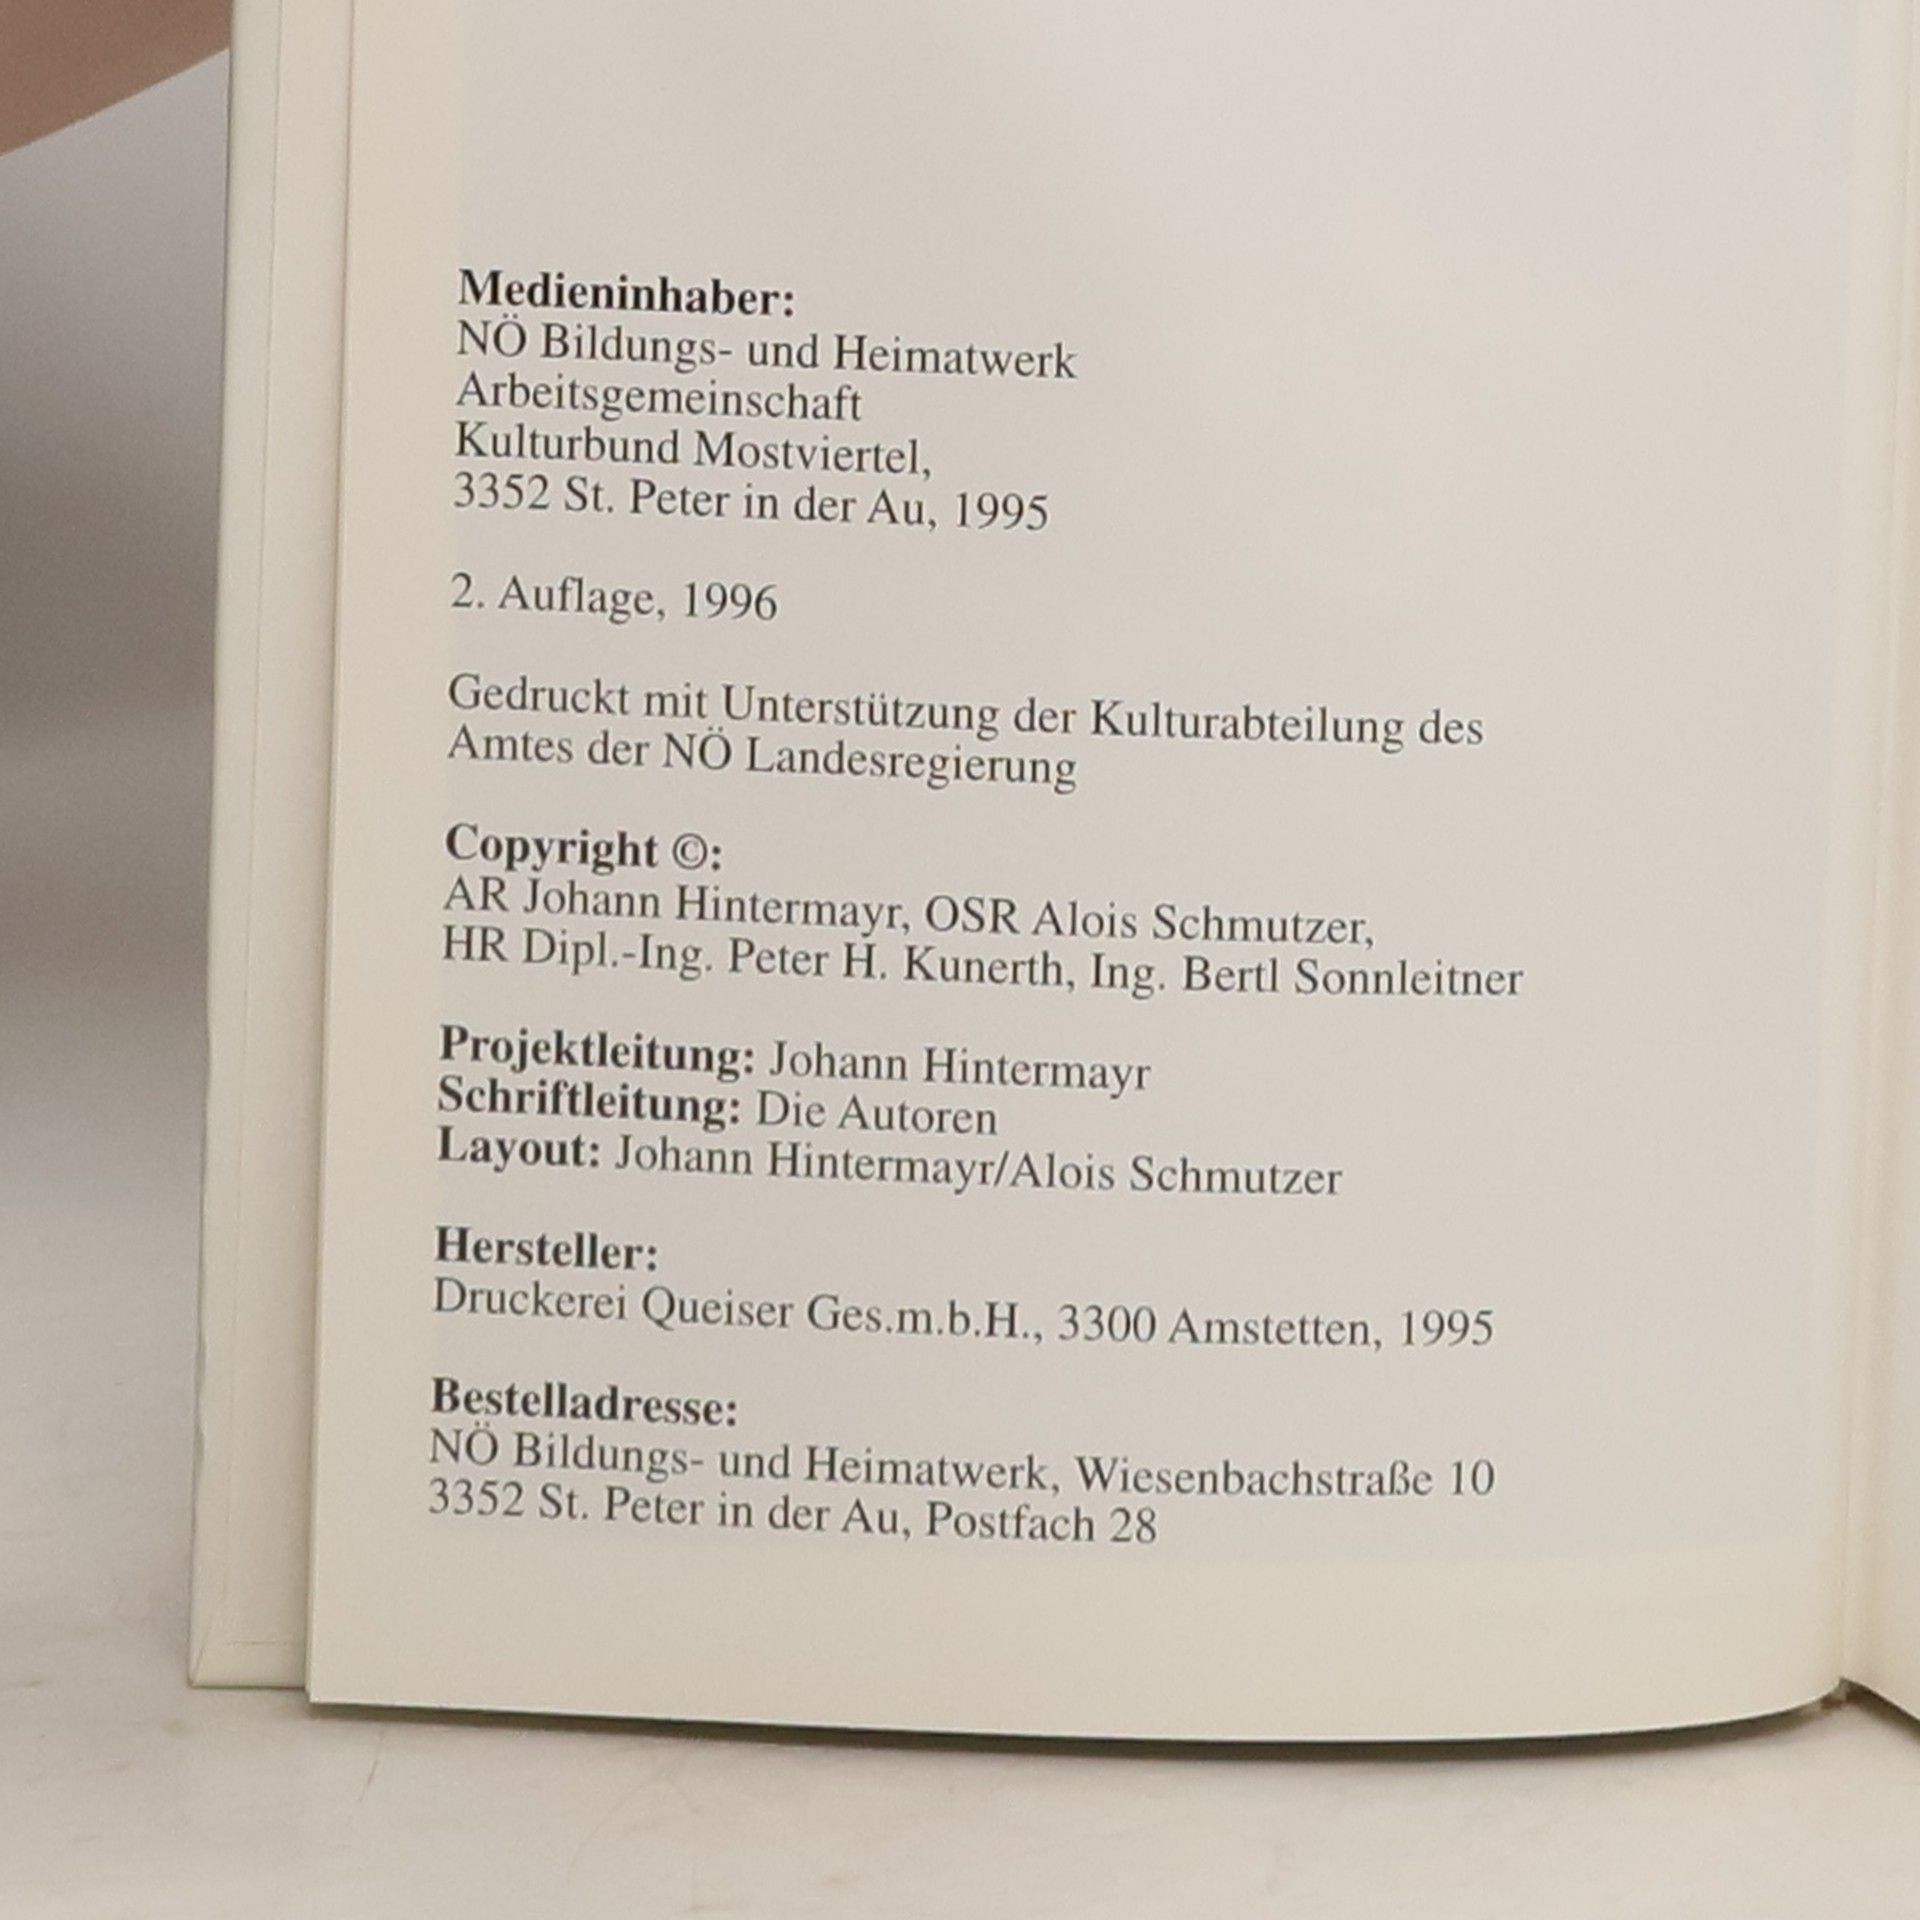 Medieninhaber:
NÖ Bildungs- und Heimatwerk
Arbeitsgemeinschaft
Kulturbund Mostviertel,
3352 St. Peter in der Au, 1995
2. Auflage, 1996
Gedruckt mit Unterstützung der Kulturabteilung des
Amtes der NÖ Landesregierung
Copyright ©:
AR Johann Hintermayr, OSR Alois Schmutzer,
HR Dipl.-Ing. Peter H. Kunerth, Ing. Bertl Sonnleitner
Projektleitung: Johann Hintermayr
Schriftleitung: Die Autoren
Layout: Johann Hintermayr/Alois Schmutzer
Hersteller:
Druckerei Queiser Ges.m.b.H., 3300 Amstetten, 1995
Bestelladresse:
NÖ Bildungs- und Heimatwerk, Wiesenbachstraße 10
3352 St. Peter in der Au, Postfach 28